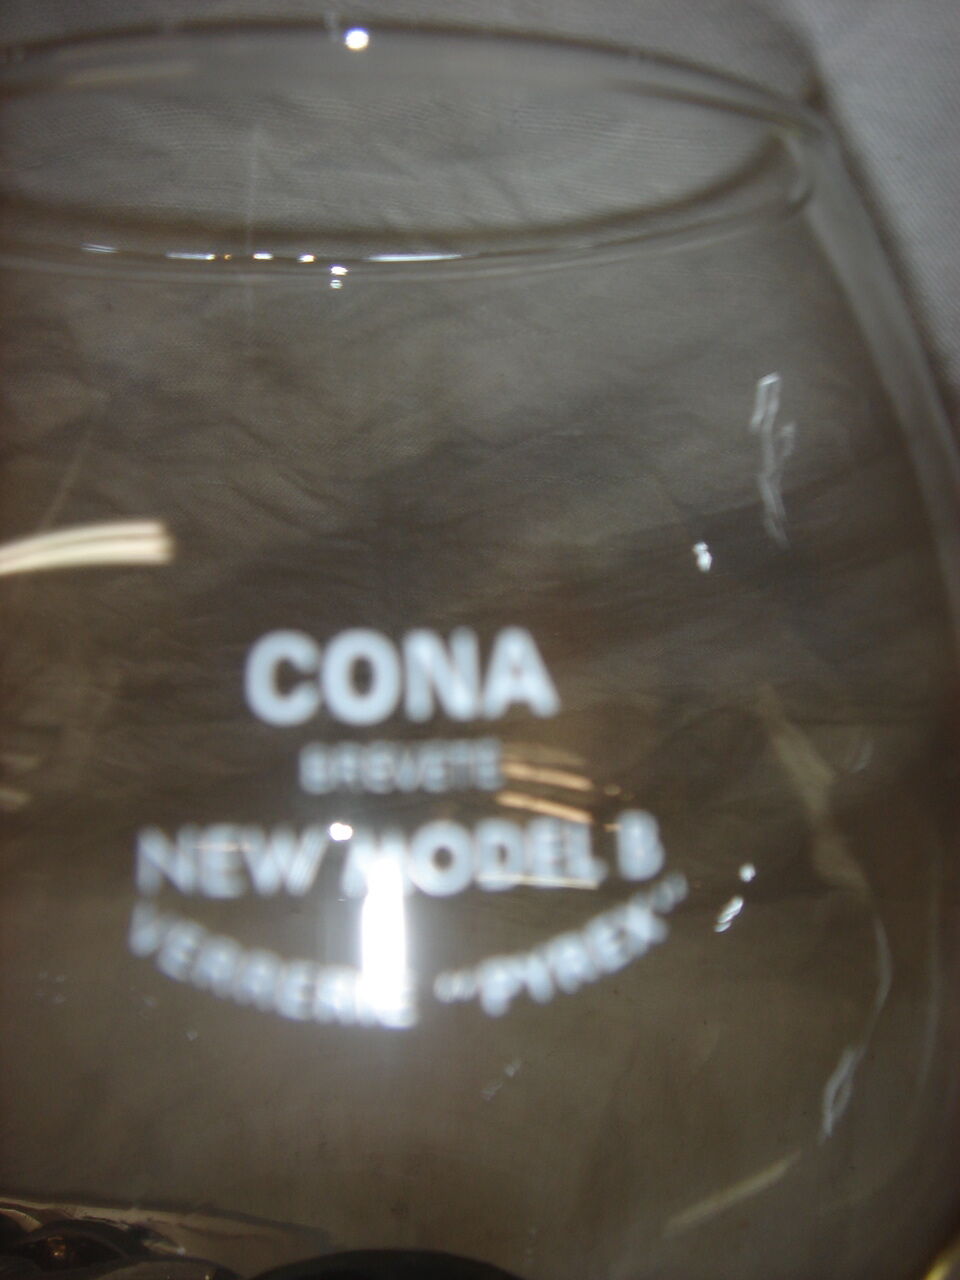 CONA
BREVETE
NEW MODEL B
VERRERIE "PYREX"